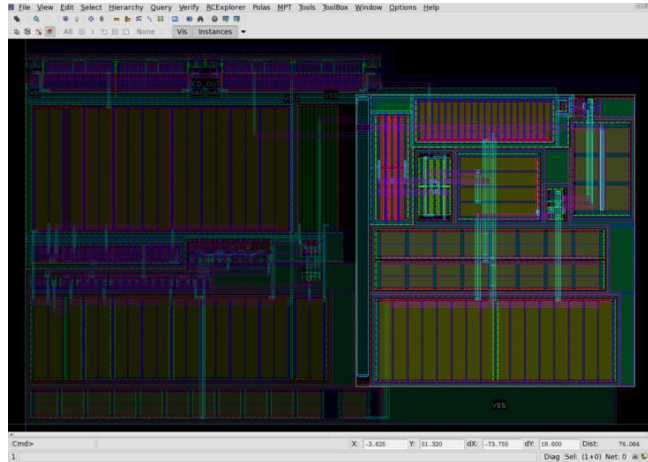 File View Edit Select Hierarchy Query Verify RCExplorer Polas MPT Tools ToolBox Window Options Help
All None Vis Instances
VSS
Cmd> X: -3.625 Y: 51.320 dX: -73.755 dY: 18.600 Dist: 76.064
1 Diag Sel: (1+0) Net: 0